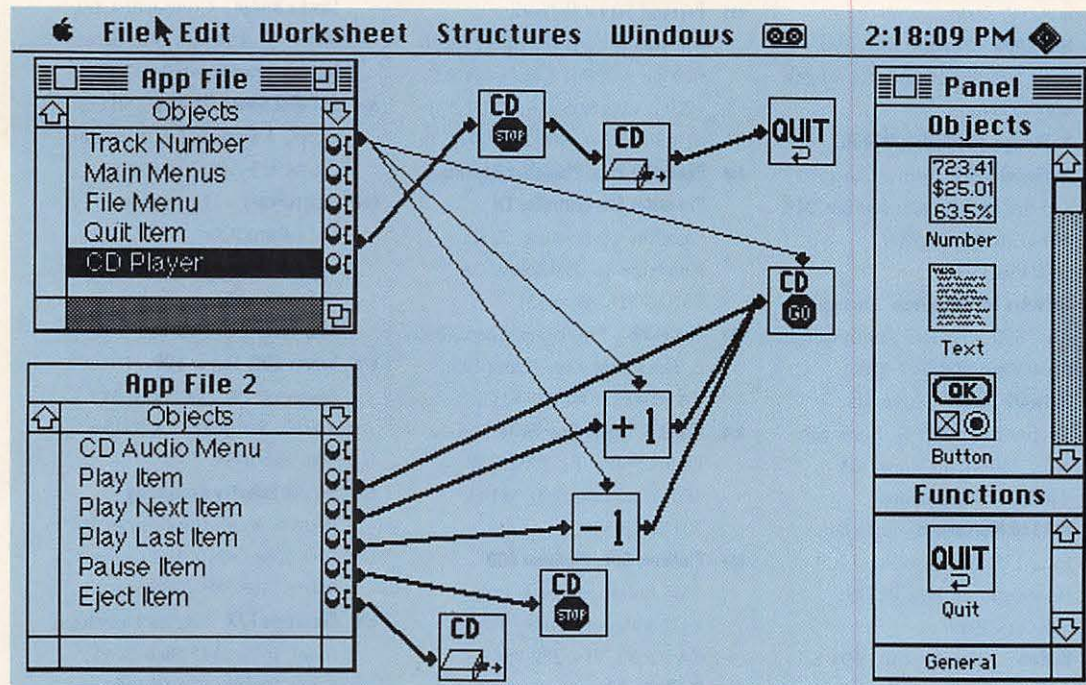 File Edit Worksheet Structures Windows 2:18:09 PM
App File
Objects
Track Number
Main Menus
File Menu
Quit Item
CD Player
App File 2
Objects
CD Audio Menu
Play Item
Play Next Item
Play Last Item
Pause Item
Eject Item
CD
STOP
CD
QUIT
CD
GO
+1
-1
CD
STOP
CD
Panel
Objects
723.41
$25.01
63.5%
Number
Text
OK
Button
Functions
QUIT
Quit
General